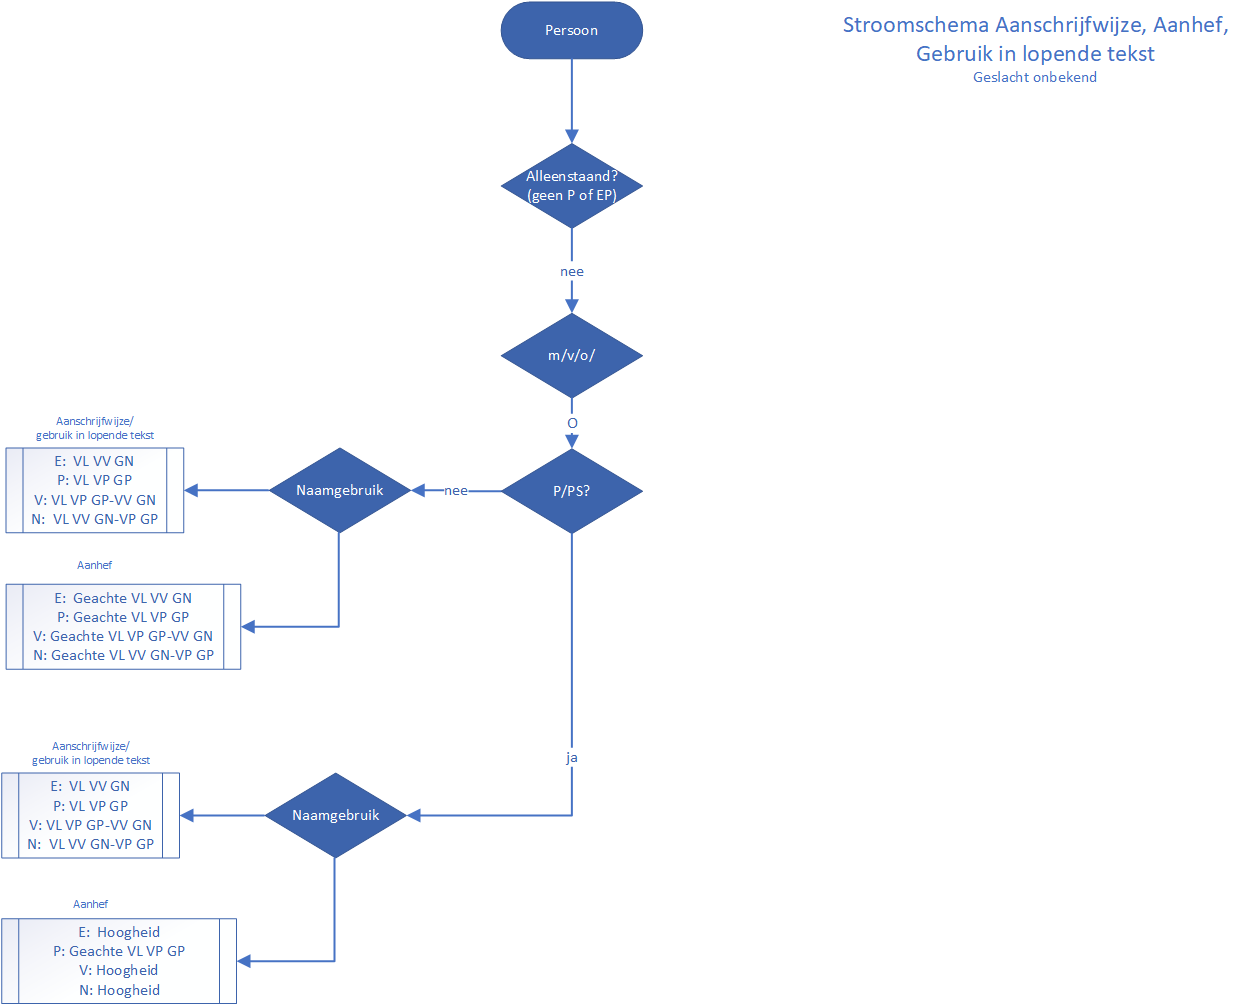 Stroomschema Aanschrijfwijze, Aanhef,
Gebruik in lopende tekst
Geslacht onbekend
Persoon
Alleenstaand?
(geen P of EP)
nee
m/v/o/
O
P/PS?
nee
Naamgebruik
Aanschrijfwijze/
gebruik in lopende tekst
E:  VL VV GN
P: VL VP GP
V: VL VP GP-VV GN
N:  VL VV GN-VP GP
Aanhef
E:  Geachte VL VV GN
P: Geachte VL VP GP
V: Geachte VL VP GP-VV GN
N: Geachte VL VV GN-VP GP
ja
Naamgebruik
Aanschrijfwijze/
gebruik in lopende tekst
E:  VL VV GN
P: VL VP GP
V: VL VP GP-VV GN
N:  VL VV GN-VP GP
Aanhef
E:  Hoogheid
P: Geachte VL VP GP
V: Hoogheid
N: Hoogheid